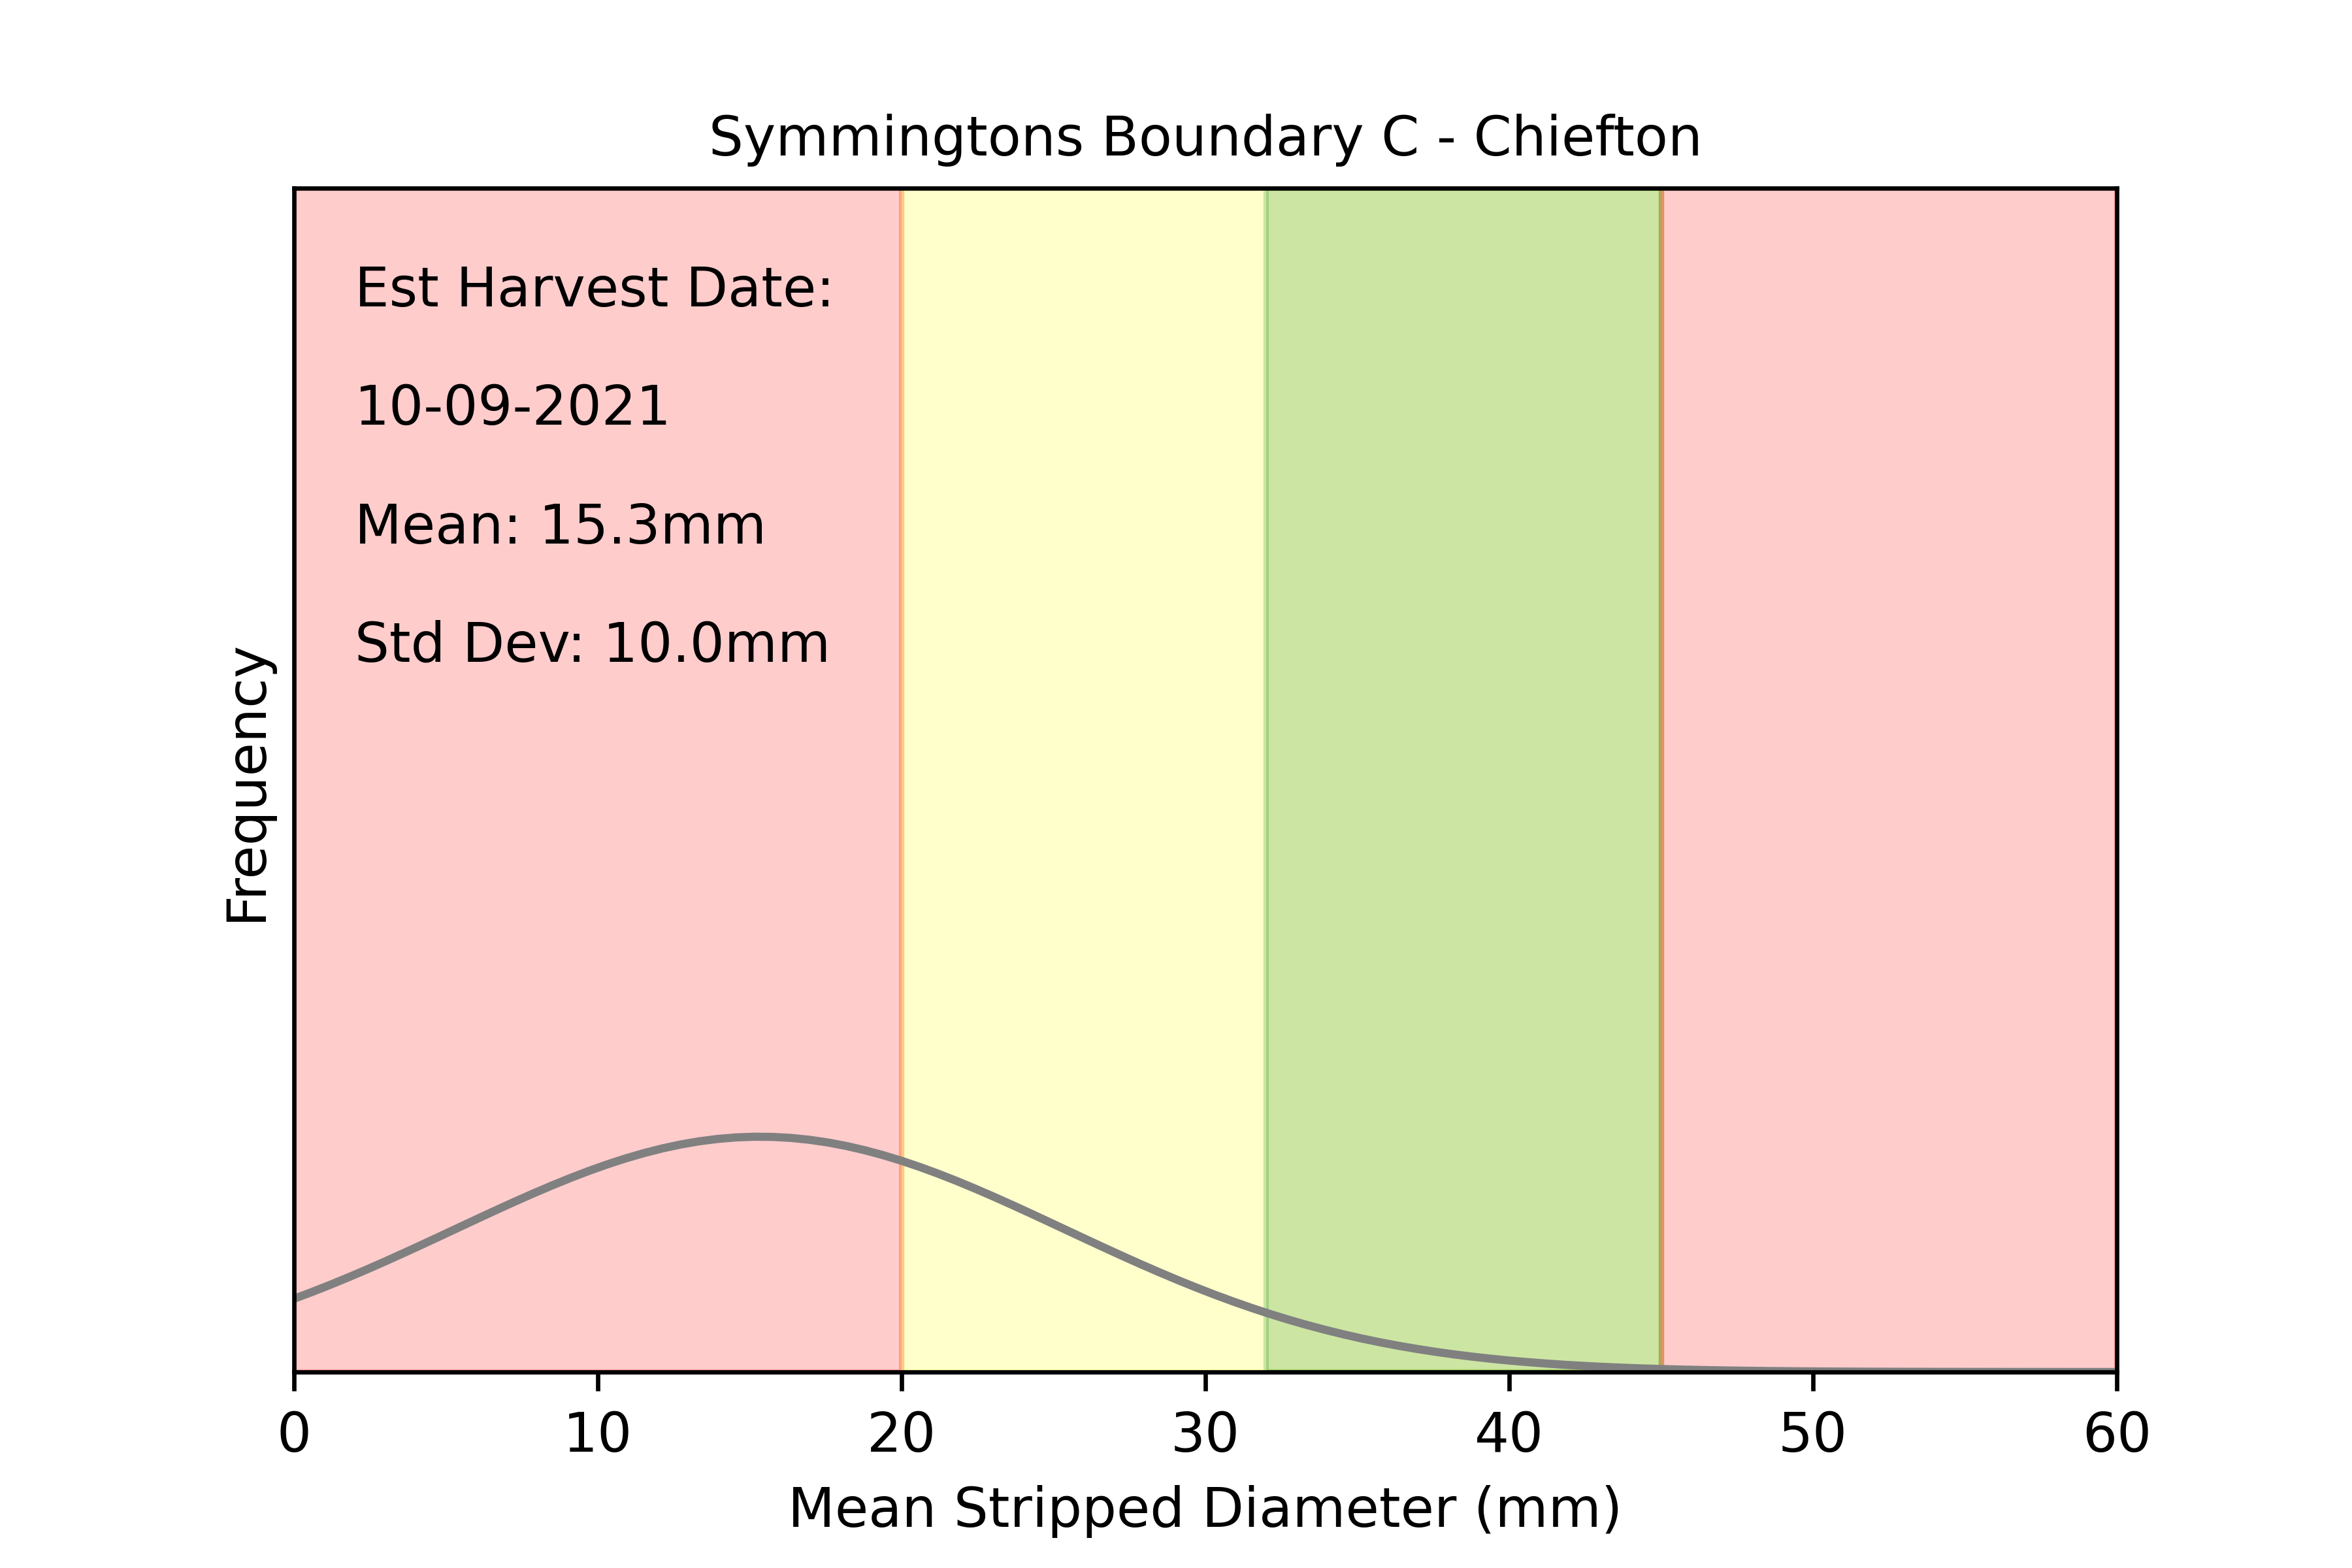 Symmingtons Boundary C - Chiefton
Est Harvest Date:
10-09-2021
Mean: 15.3mm
Std Dev: 10.0mm
Frequency
0 10 20 30 40 50 60
Mean Stripped Diameter (mm)